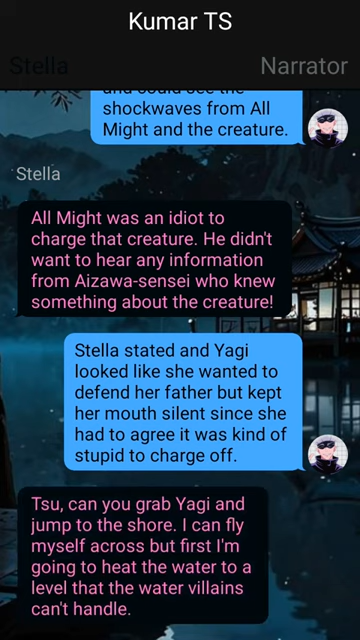 Kumar TS
Stella
Narrator
and could see the
shockwaves from All
Might and the creature.
Stella
All Might was an idiot to
charge that creature. He didn't
want to hear any information
from Aizawa-sensei who knew
something about the creature!
Stella stated and Yagi
looked like she wanted to
defend her father but kept
her mouth silent since she
had to agree it was kind of
stupid to charge off.
Tsu, can you grab Yagi and
jump to the shore. I can fly
myself across but first I'm
going to heat the water to a
level that the water villains
can't handle.